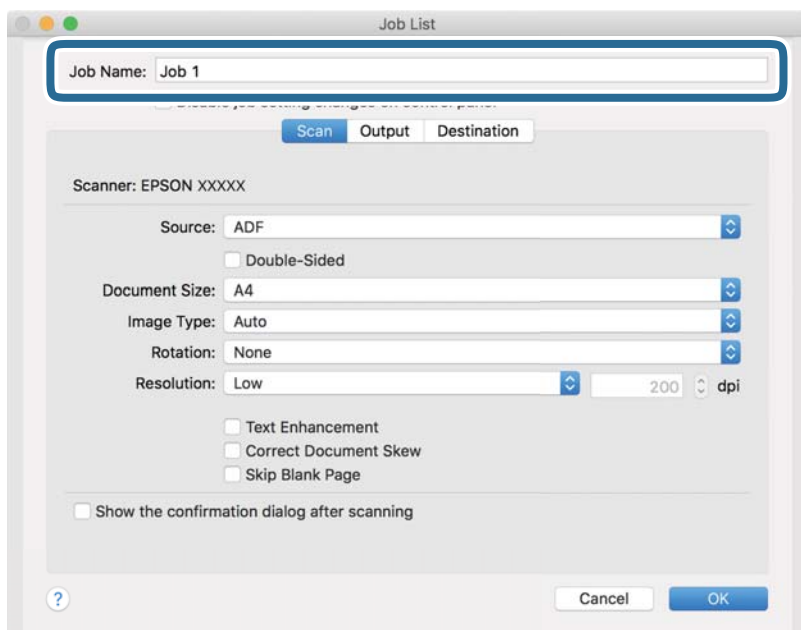 Job List
Job Name: Job 1
Scan Output Destination
Scanner: EPSON XXXXX
Source: ADF
Double-Sided
Document Size: A4
Image Type: Auto
Rotation: None
Resolution: Low 200 dpi
Text Enhancement
Correct Document Skew
Skip Blank Page
Show the confirmation dialog after scanning
? Cancel OK